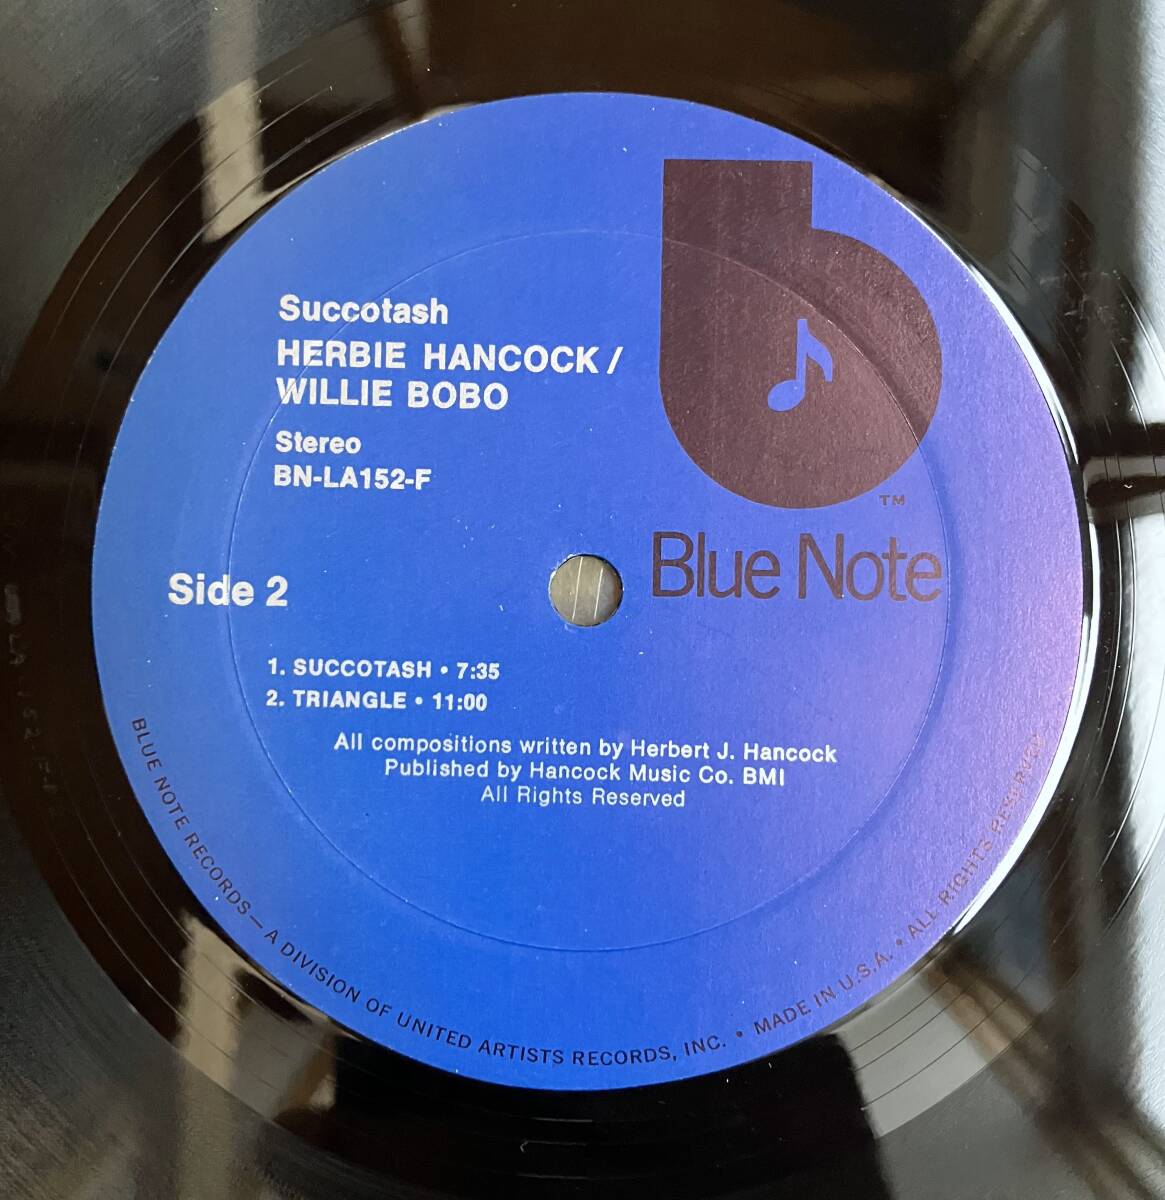 Succotash
HERBIE HANCOCK /
WILLIE BOBO
Stereo
BN-LA152-F
TM
Blue Note
Side 2
1. SUCCOTASH • 7:35
2. TRIANGLE • 11:00
All compositions written by Herbert J. Hancock
Published by Hancock Music Co. BMI
All Rights Reserved
BLUE NOTE RECORDS — A DIVISION OF UNITED ARTISTS RECORDS, INC. • MADE IN U.S.A. • ALL RIGHTS RESERVED